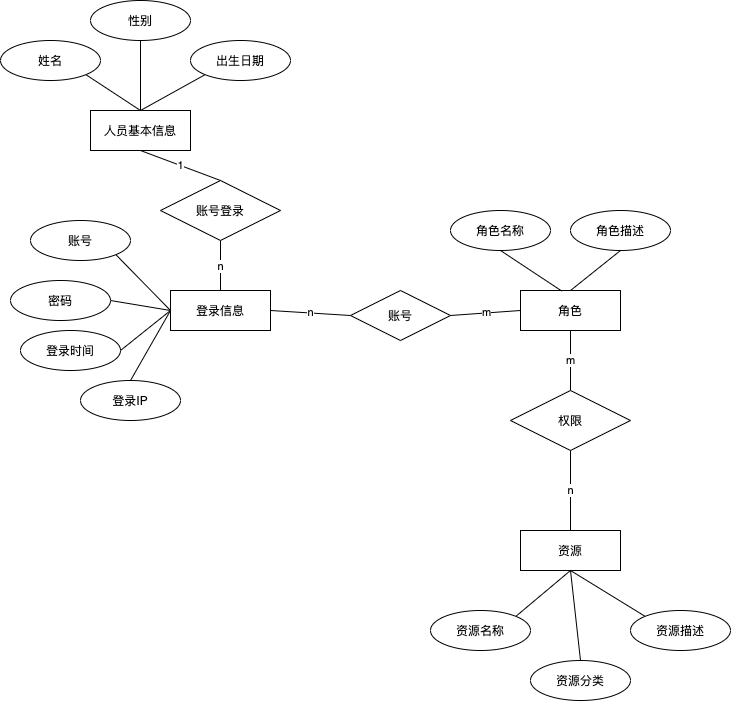 性别
姓名
出生日期
人员基本信息
1
账号登录
账号
角色名称
角色描述
n
密码
登录信息
n
账号
m
角色
登录时间
m
登录IP
权限
n
资源
资源名称
资源描述
资源分类